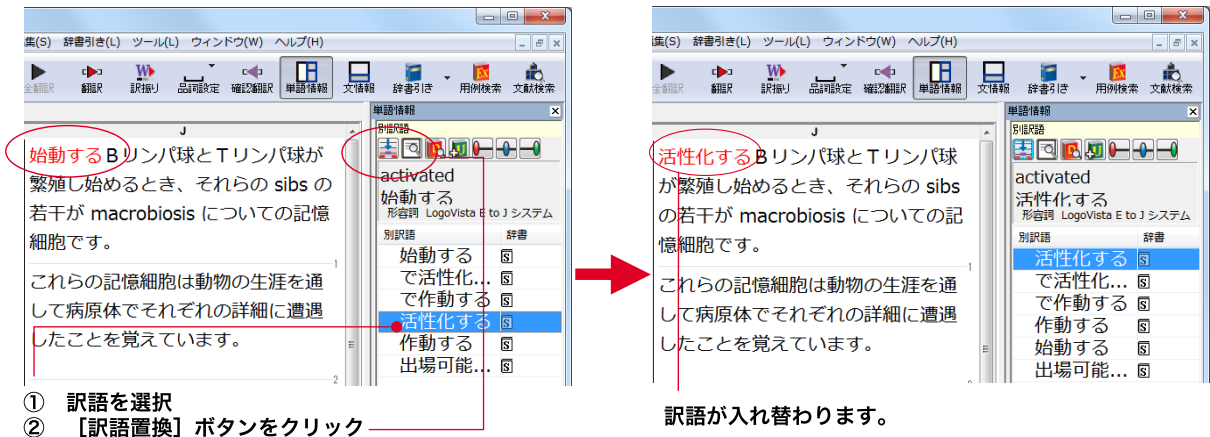 集(S) 辞書引き(L) ツール(L) ウィンドウ(W) ヘルプ(H)
全翻訳 翻訳 訳振り 品詞設定 確認翻訳 単語情報 文情報 辞書引き 用例検索 文献検索
J
始動するBリンパ球とTリンパ球が
繁殖し始めるとき、それらの sibs の
若干が macrobiosis についての記憶
細胞です。
1
これらの記憶細胞は動物の生涯を通
して病原体でそれぞれの詳細に遭遇
したことを覚えています。
2
単語情報
別訳語
activated
始動する
形容詞 LogoVista E to J システム
別訳語 辞書
始動する S
で活性化... S
で作動する S
活性化する S
作動する S
出場可能... S
① 訳語を選択
② [訳語置換] ボタンをクリック
集(S) 辞書引き(L) ツール(L) ウィンドウ(W) ヘルプ(H)
全翻訳 翻訳 訳振り 品詞設定 確認翻訳 単語情報 文情報 辞書引き 用例検索 文献検索
J
活性化するBリンパ球とTリンパ球
が繁殖し始めるとき、それらの sibs
の若干が macrobiosis についての記
憶細胞です。
1
これらの記憶細胞は動物の生涯を通
して病原体でそれぞれの詳細に遭遇
したことを覚えています。
単語情報
別訳語
activated
活性化する
形容詞 LogoVista E to J システム
別訳語 辞書
活性化する S
で活性化... S
で作動する S
作動する S
始動する S
出場可能... S
訳語が入れ替わります。